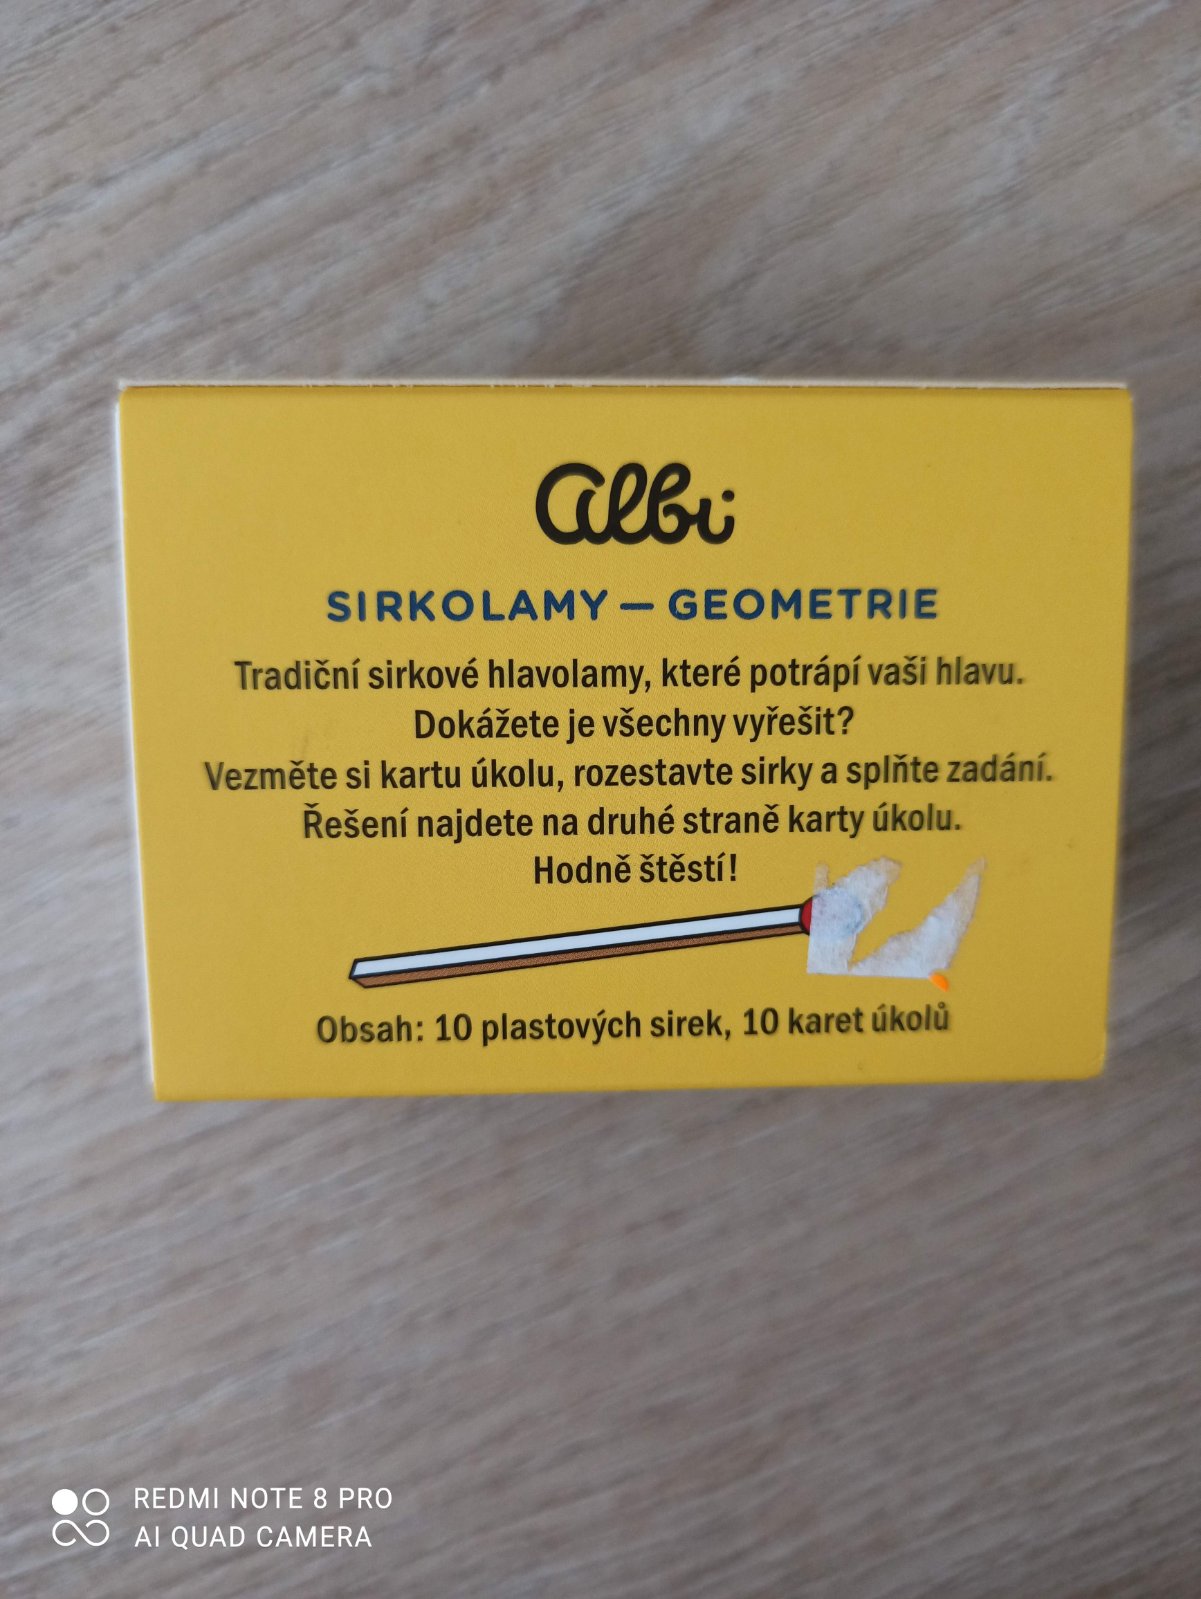 albi
SIRKOLAMY — GEOMETRIE
Tradiční sirkové hlavolamy, které potrápí vaši hlavu.
Dokážete je všechny vyřešit?
Vezměte si kartu úkolu, rozestavte sirky a splňte zadání.
Řešení najdete na druhé straně karty úkolu.
Hodně štěstí!
Obsah: 10 plastových sirek, 10 karet úkolů
REDMI NOTE 8 PRO
AI QUAD CAMERA